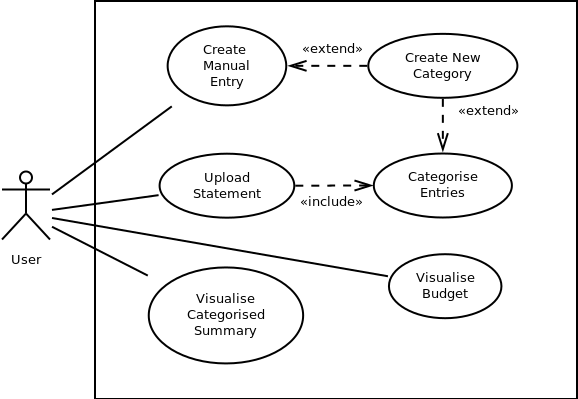 Create
Manual
Entry
«extend»
Create New
Category
«extend»
Upload
Statement
«include»
Categorise
Entries
User
Visualise
Categorised
Summary
Visualise
Budget